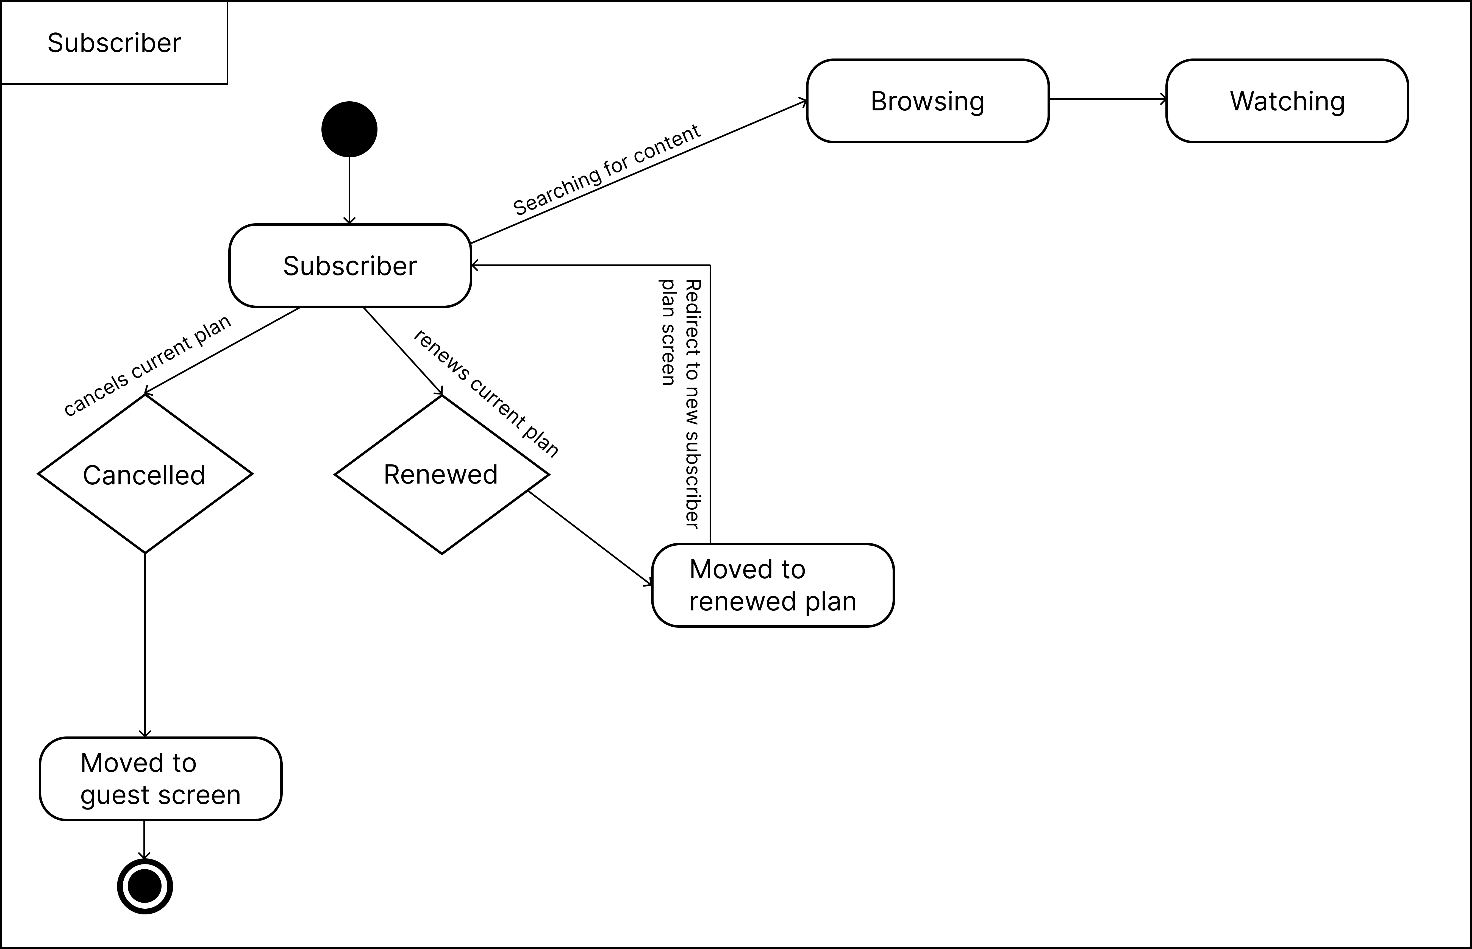 Subscriber
Browsing
Watching
Searching for content
Subscriber
cancels current plan
renews current plan
Redirect to new subscriber
plan screen
Cancelled
Renewed
Moved to
renewed plan
Moved to
guest screen